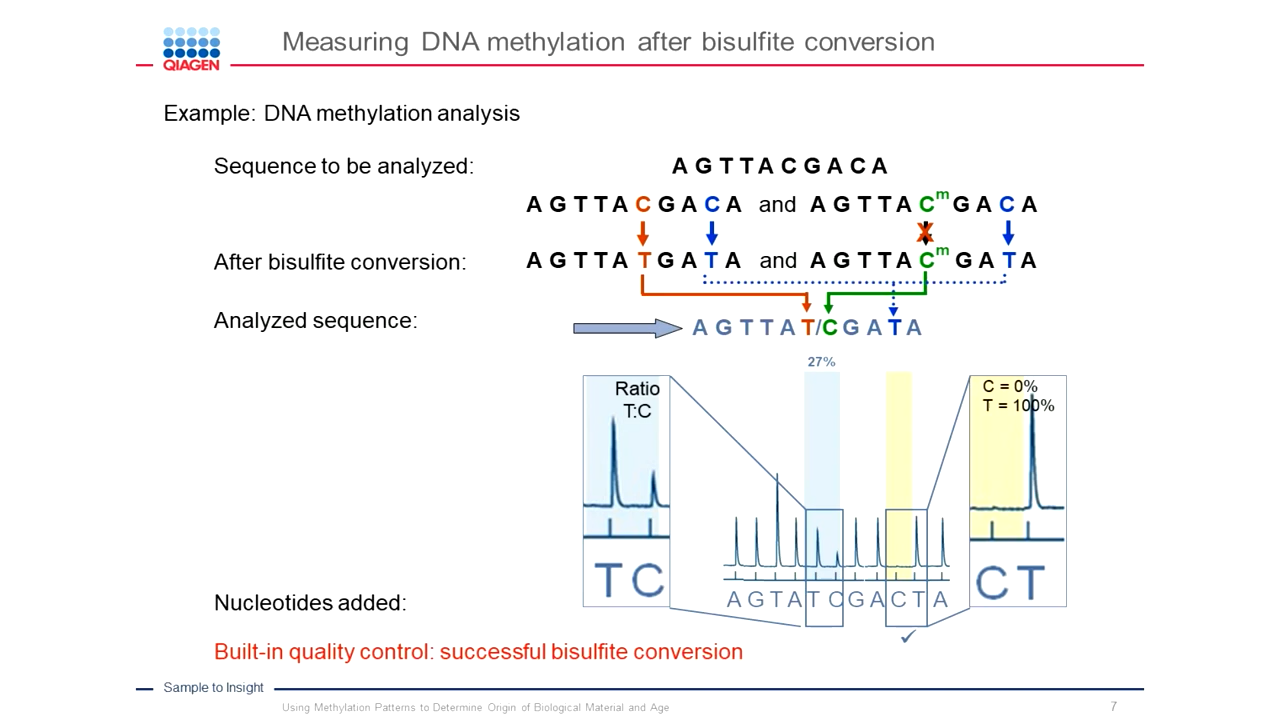 QIAGEN
Measuring DNA methylation after bisulfite conversion
Example: DNA methylation analysis
Sequence to be analyzed:
A G T T A C G A C A
A G T T A C G A C A and A G T T A Cm G A C A
X
After bisulfite conversion:
A G T T A T G A T A and A G T T A Cm G A T A
Analyzed sequence:
A G T T A T/C G A T A
27%
Ratio
T:C
C = 0%
T = 100%
T C
C T
Nucleotides added:
A G T A T C G A C T A
Built-in quality control: successful bisulfite conversion
Sample to Insight
Using Methylation Patterns to Determine Origin of Biological Material and Age
7